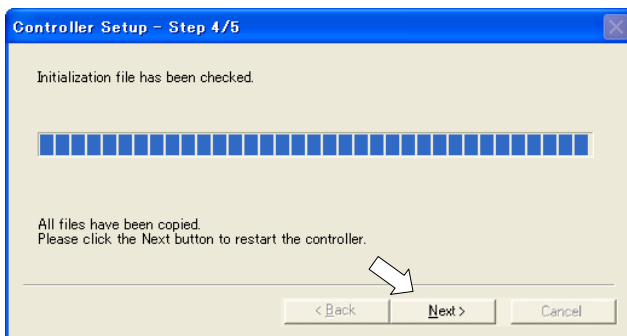 Controller Setup - Step 4/5
Initialization file has been checked.
All files have been copied.
Please click the Next button to restart the controller.
< Back
Next >
Cancel